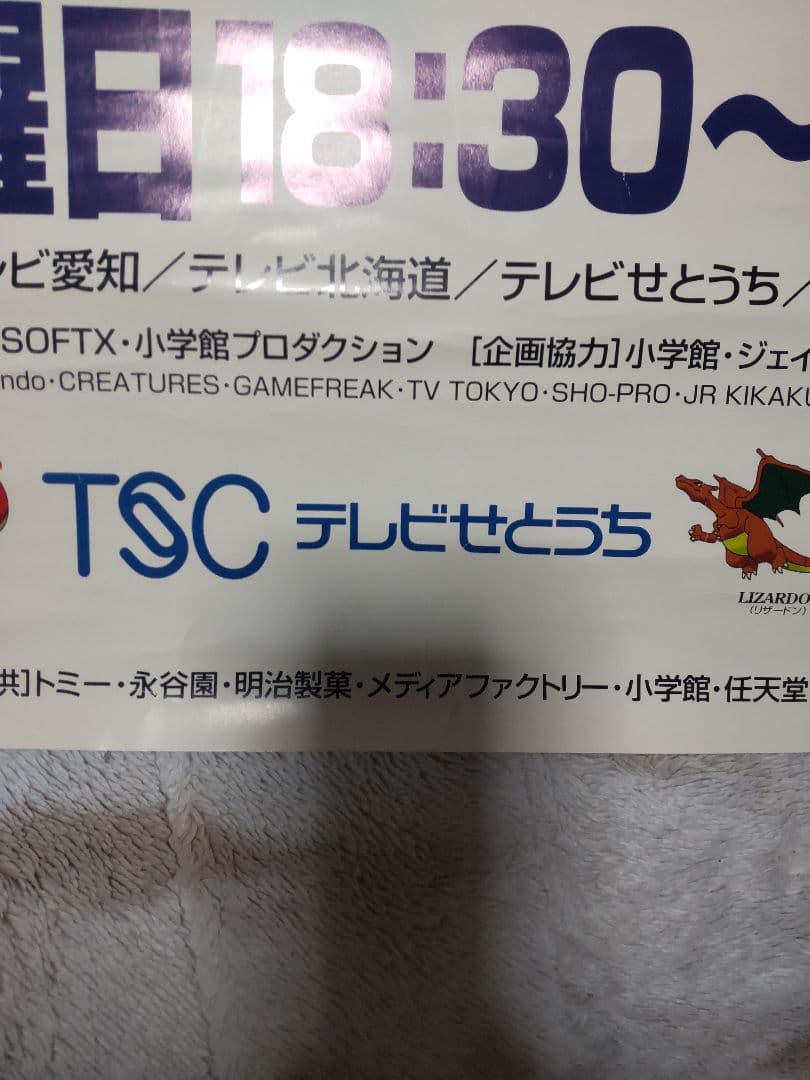 曜日18:30〜
ビ愛知／テレビ北海道／テレビせとうち／
SOFTX・小学館プロダクション ［企画協力］小学館・ジェイ
ndo・CREATURES・GAMEFREAK・TV TOKYO・SHO-PRO・JR KIKAKU
TSC テレビせとうち
LIZARDO
（リザードン）
供］トミー・永谷園・明治製菓・メディアファクトリー・小学館・任天堂